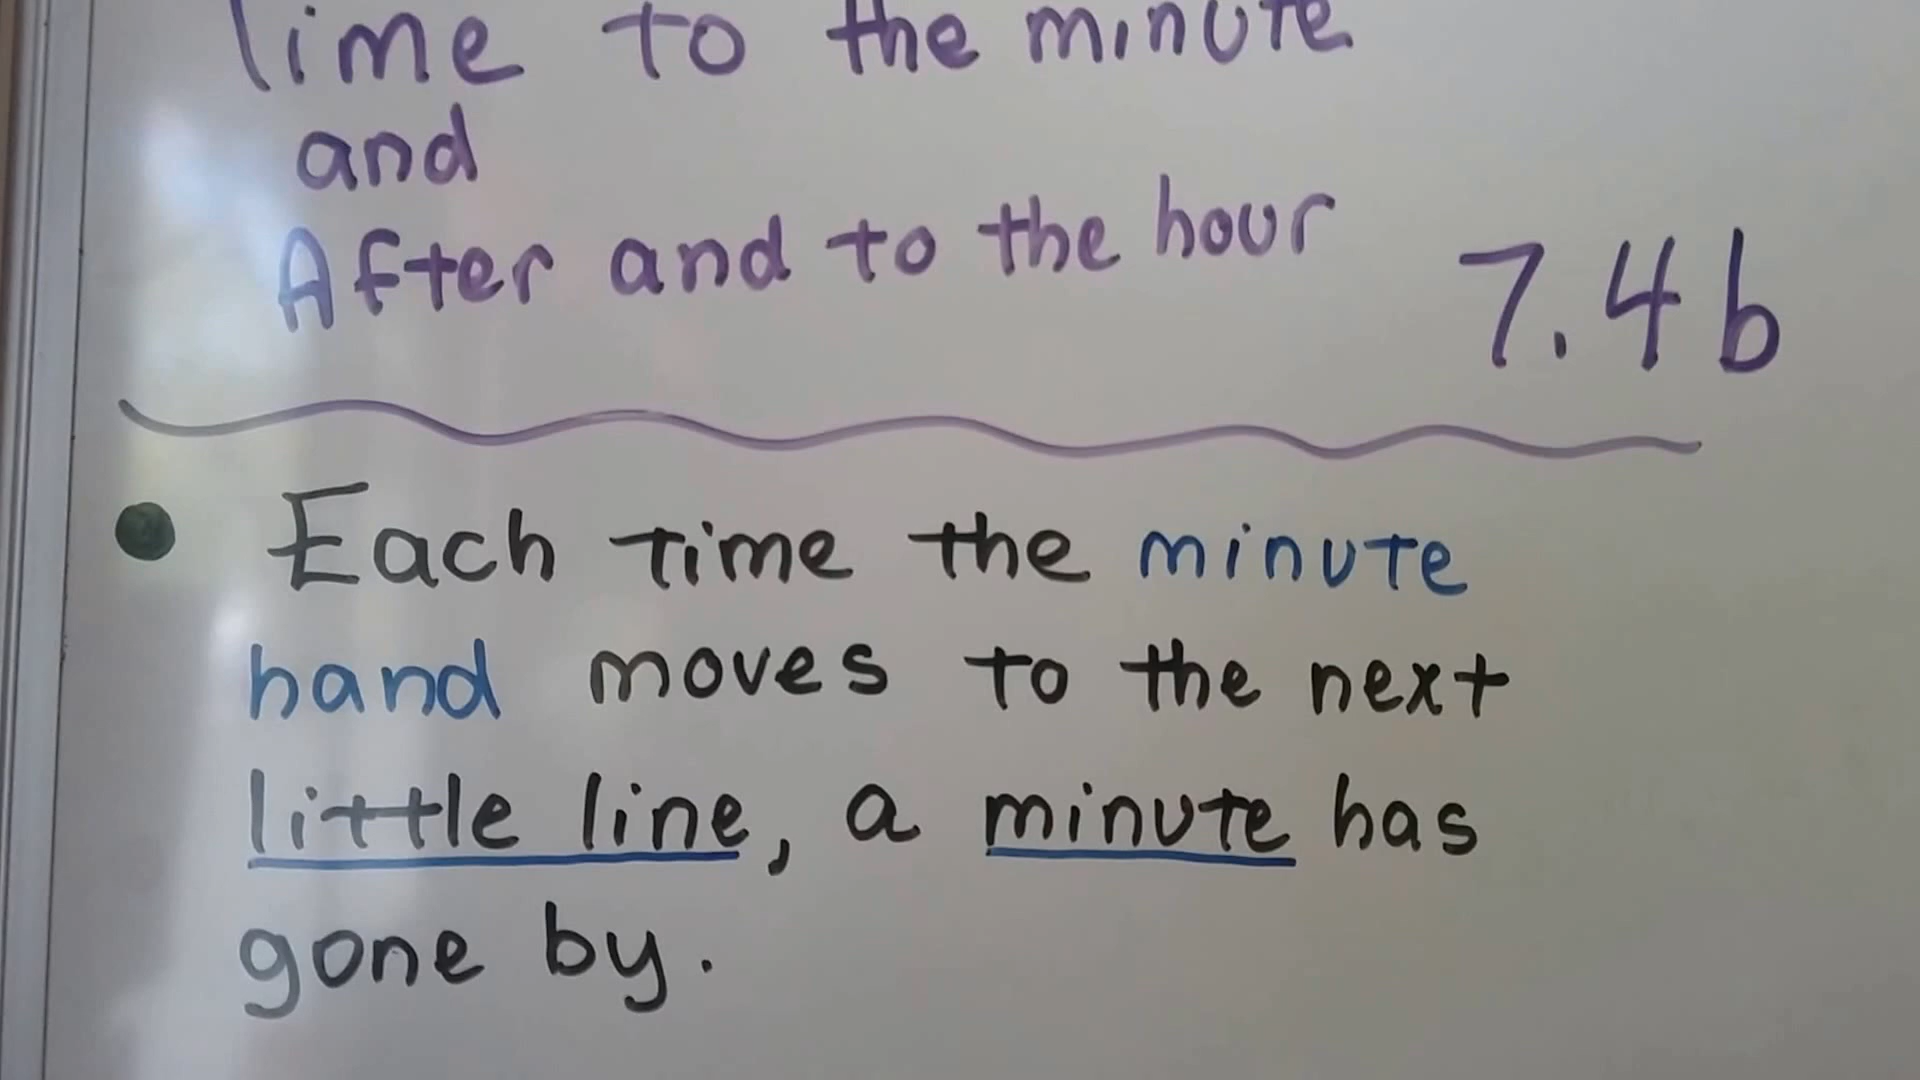 Time to the minute
and
After and to the hour
7.4b
Each time the minute
hand moves to the next
little line, a minute has
gone by.